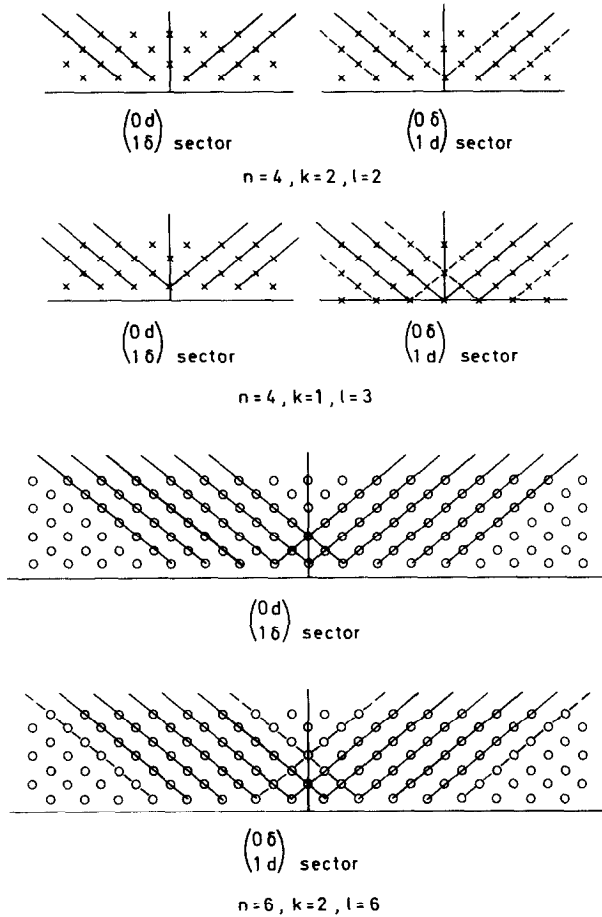 (0 d
1 δ) sector
(0 δ
1 d) sector
n=4, k=2, l=2
(0 d
1 δ) sector
(0 δ
1 d) sector
n=4, k=1, l=3
(0 d
1 δ) sector
(0 δ
1 d) sector
n=6, k=2, l=6